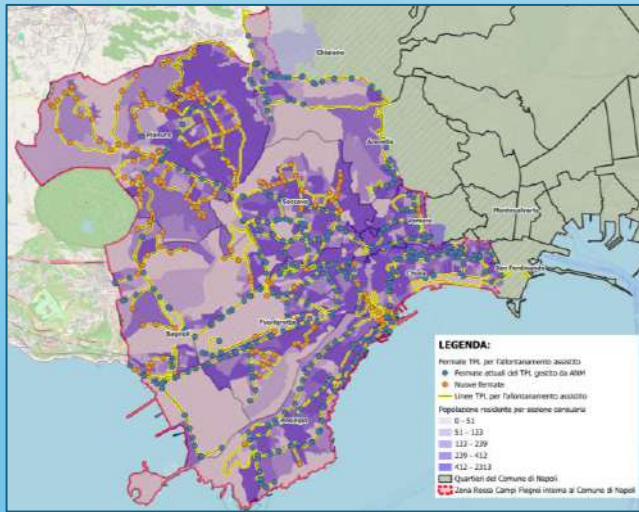 Chiaiano
Pianura
Arenella
Soccavo
Vomero
Montecalvario
San Ferdinando
Chiaia
Fuorigrotta
Bagnoli
Posillipo
LEGENDA:
Fermate TPL per l'allontanamento assistito
Fermate attuali del TPL gestito da ANM
Nuove fermate
Linee TPL per l'allontanamento assistito
Popolazione residente per sezione censuaria
0 - 51
51 - 133
133 - 239
239 - 412
412 - 2313
Quartieri del Comune di Napoli
Zona Rossa Campi Flegrei interna al Comune di Napoli